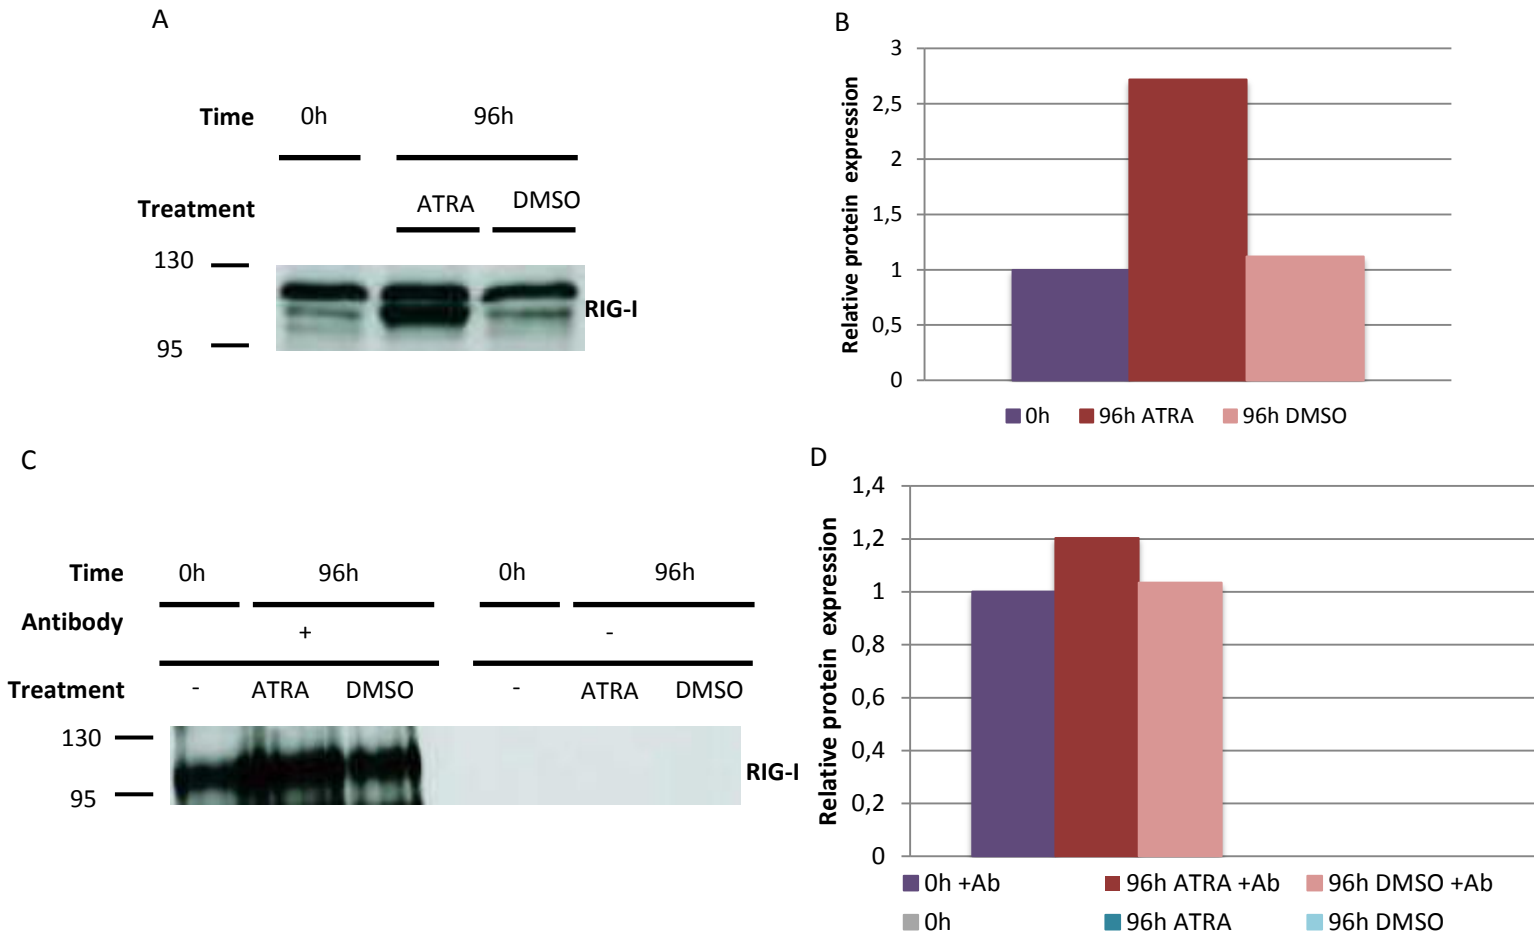 A
Time 0h 96h
Treatment ATRA DMSO
130
RIG-I
95
B
Relative protein expression
3
2,5
2
1,5
1
0,5
0
0h 96h ATRA 96h DMSO
C
Time 0h 96h 0h 96h
Antibody + -
Treatment - ATRA DMSO - ATRA DMSO
130
RIG-I
95
D
Relative protein expression
1,4
1,2
1
0,8
0,6
0,4
0,2
0
0h +Ab 96h ATRA +Ab 96h DMSO +Ab
0h 96h ATRA 96h DMSO